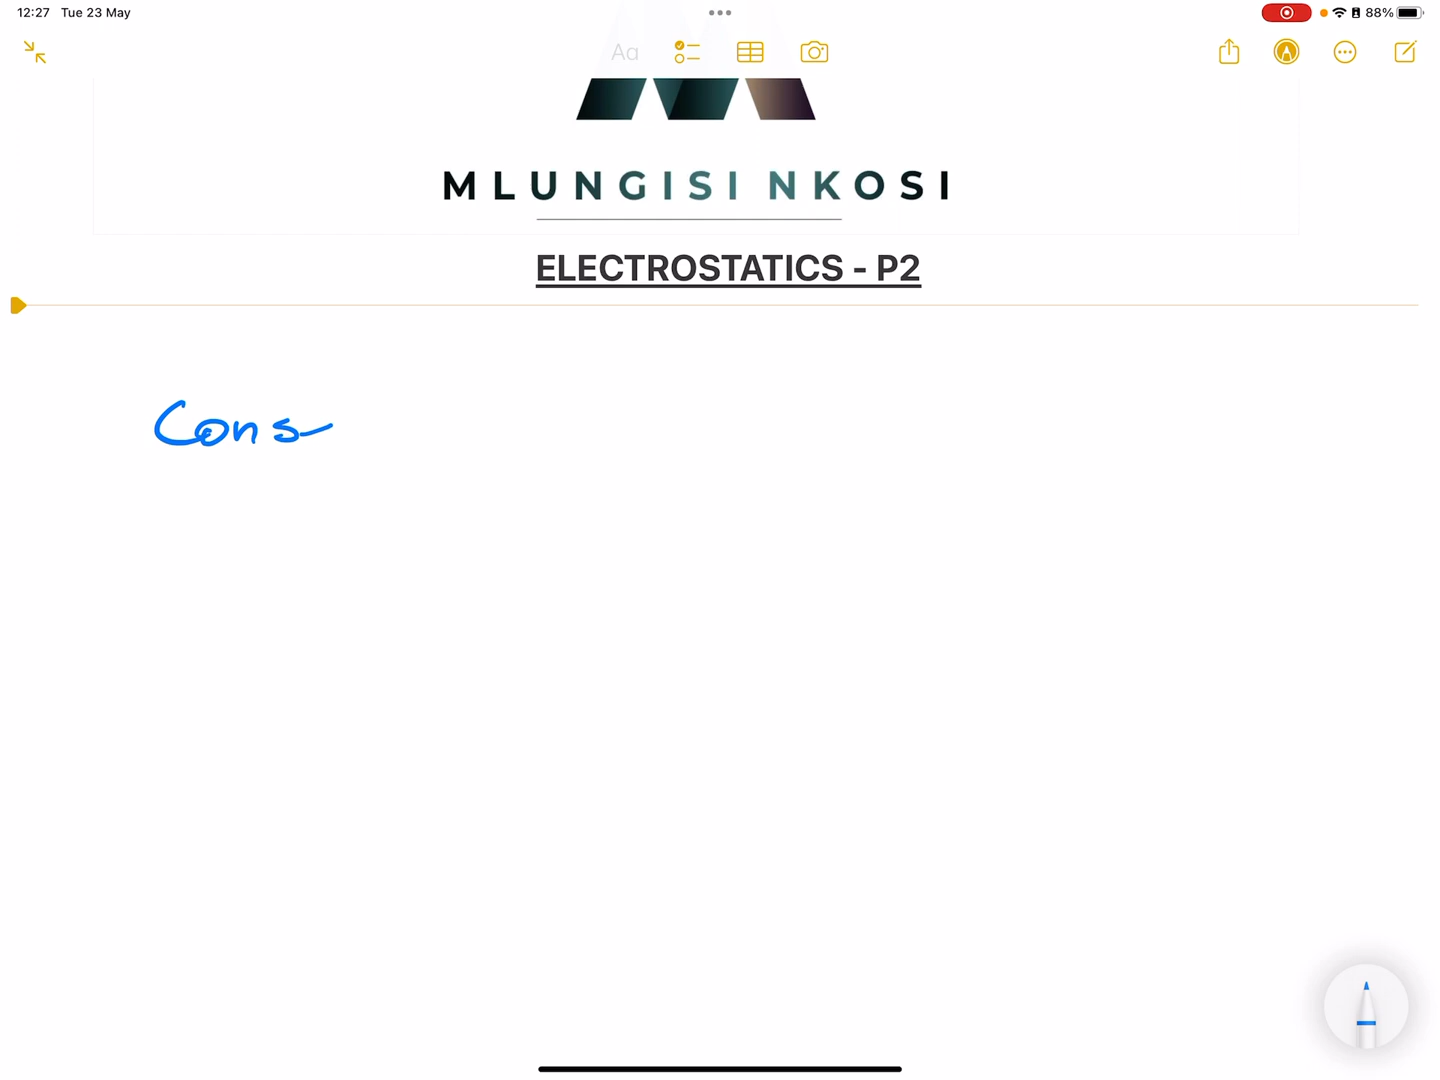 12:27 Tue 23 May 88%
Aa
MLUNGISI NKOSI
ELECTROSTATICS - P2
Cons